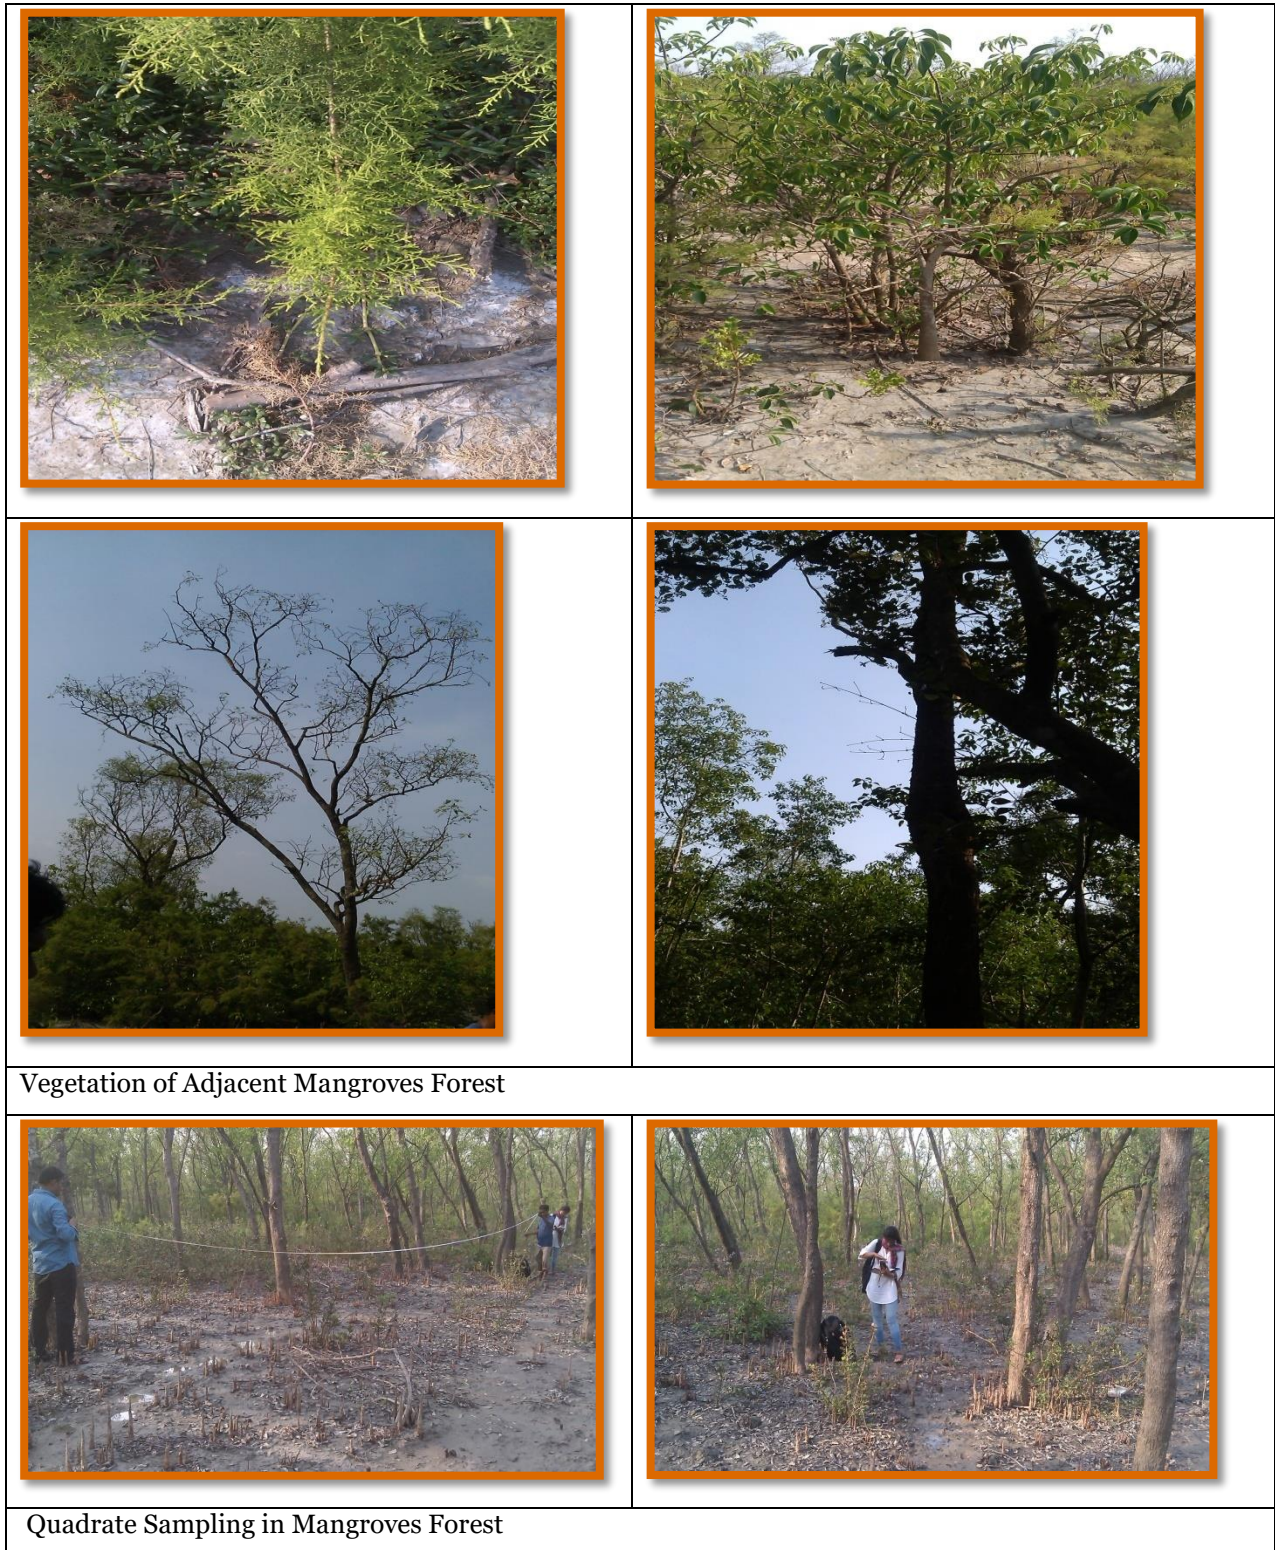 Vegetation of Adjacent Mangroves Forest
Quadrate Sampling in Mangroves Forest